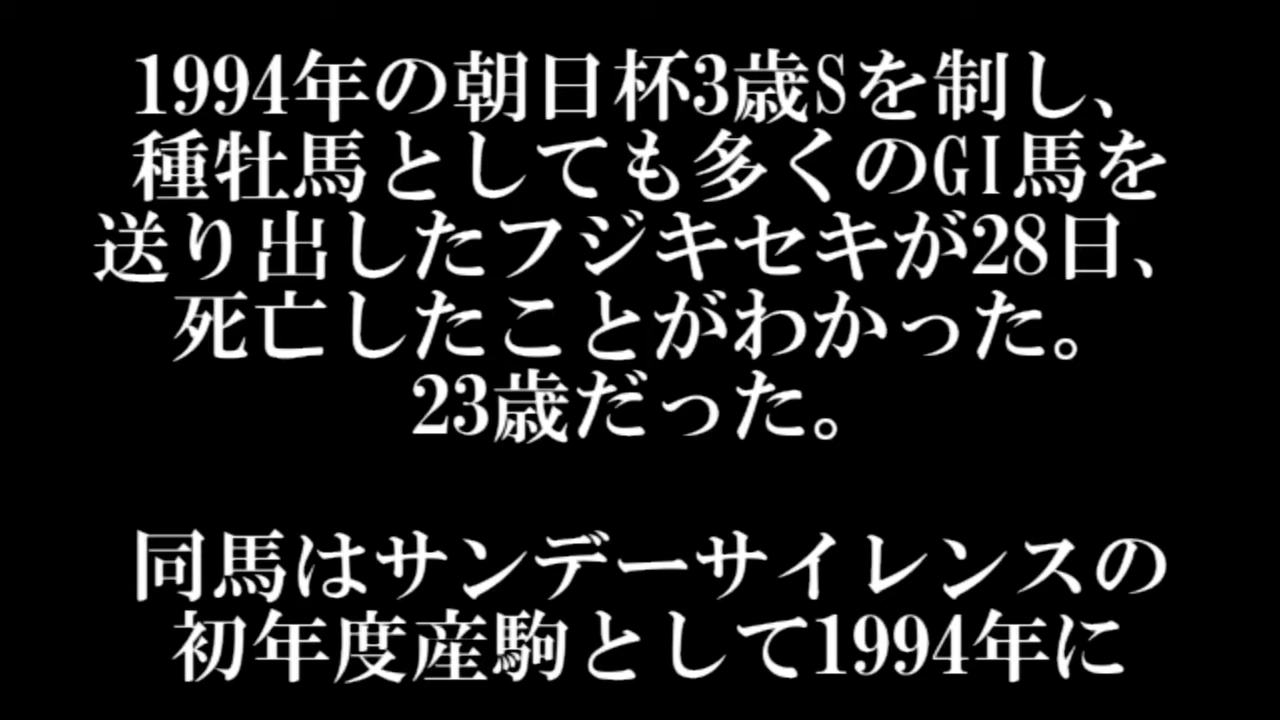 1994年の朝日杯3歳Sを制し、
種牡馬としても多くのGI馬を
送り出したフジキセキが28日、
死亡したことがわかった。
23歳だった。
同馬はサンデーサイレンスの
初年度産駒として1994年に